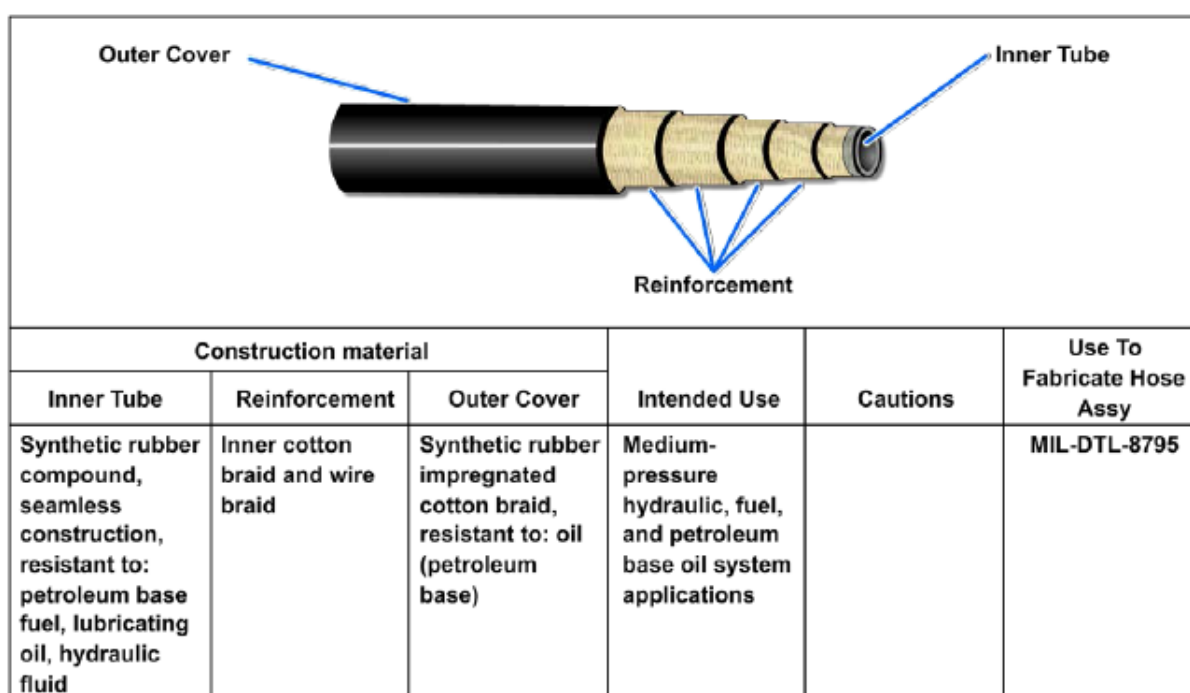 Outer Cover
Inner Tube
Reinforcement
Construction material
Inner Tube
Reinforcement
Outer Cover
Intended Use
Cautions
Use To
Fabricate Hose
Assy
Synthetic rubber
compound,
seamless
construction,
resistant to:
petroleum base
fuel, lubricating
oil, hydraulic
fluid
Inner cotton
braid and wire
braid
Synthetic rubber
impregnated
cotton braid,
resistant to: oil
(petroleum
base)
Medium-
pressure
hydraulic, fuel,
and petroleum
base oil system
applications
MIL-DTL-8795